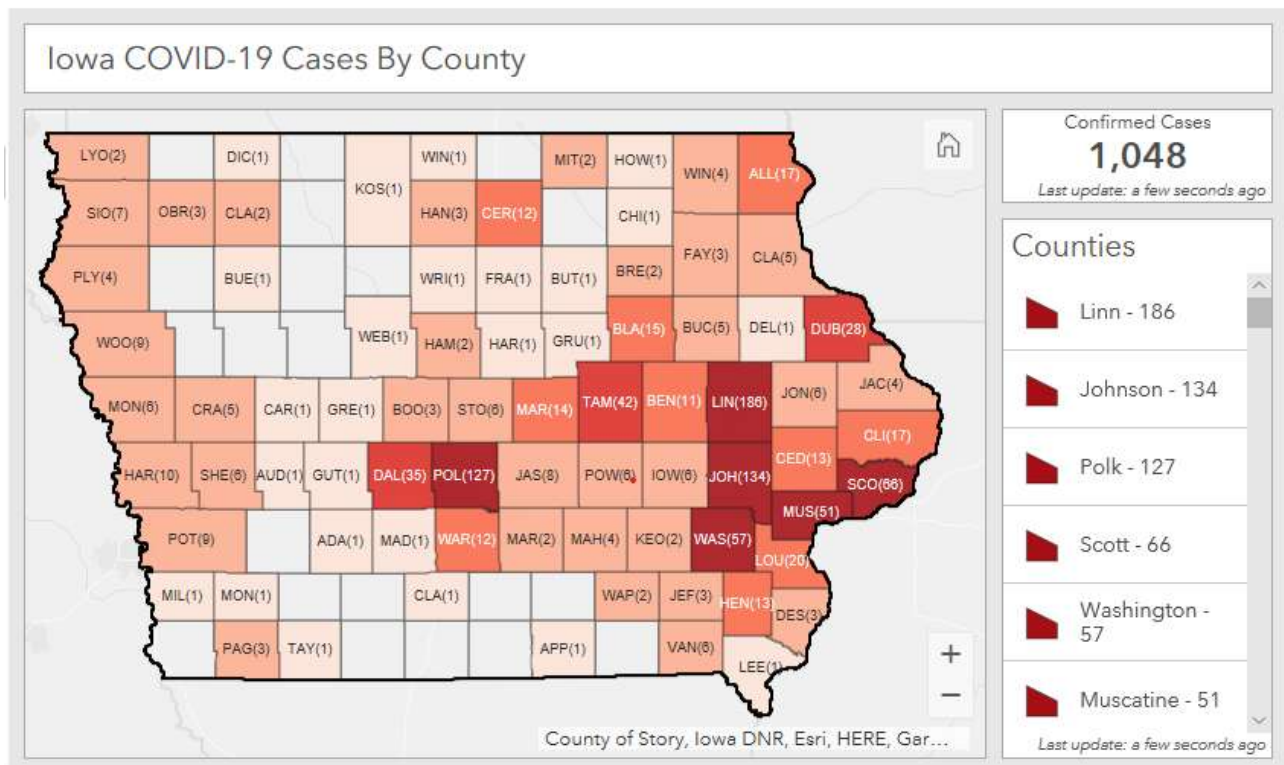 Iowa COVID-19 Cases By County
LYO(2)
DIC(1)
KOS(1)
WIN(1)
MIT(2)
HOW(1)
WIN(4)
ALL(17)
SIO(7)
OBR(3)
CLA(2)
HAN(3)
CER(12)
CHI(1)
FAY(3)
CLA(5)
PLY(4)
BUE(1)
WRI(1)
FRA(1)
BUT(1)
BRE(2)
WOO(9)
WEB(1)
HAM(2)
HAR(1)
GRU(1)
BLA(15)
BUC(5)
DEL(1)
DUB(28)
MON(6)
CRA(5)
CAR(1)
GRE(1)
BOO(3)
STO(6)
MAR(14)
TAM(42)
BEN(11)
LIN(186)
JON(6)
JAC(4)
CLI(17)
HAR(10)
SHE(6)
AUD(1)
GUT(1)
DAL(35)
POL(127)
JAS(8)
POW(6)
IOW(6)
JOH(134)
CED(13)
SCO(66)
MUS(51)
POT(9)
ADA(1)
MAD(1)
WAR(12)
MAR(2)
MAH(4)
KEO(2)
WAS(57)
LOU(20)
MIL(1)
MON(1)
CLA(1)
WAP(2)
JEF(3)
HEN(13)
DES(3)
PAG(3)
TAY(1)
APP(1)
VAN(6)
LEE(1)
+
−
County of Story, Iowa DNR, Esri, HERE, Gar...
Confirmed Cases
1,048
Last update: a few seconds ago
Counties
Linn - 186
Johnson - 134
Polk - 127
Scott - 66
Washington -
57
Muscatine - 51
Last update: a few seconds ago